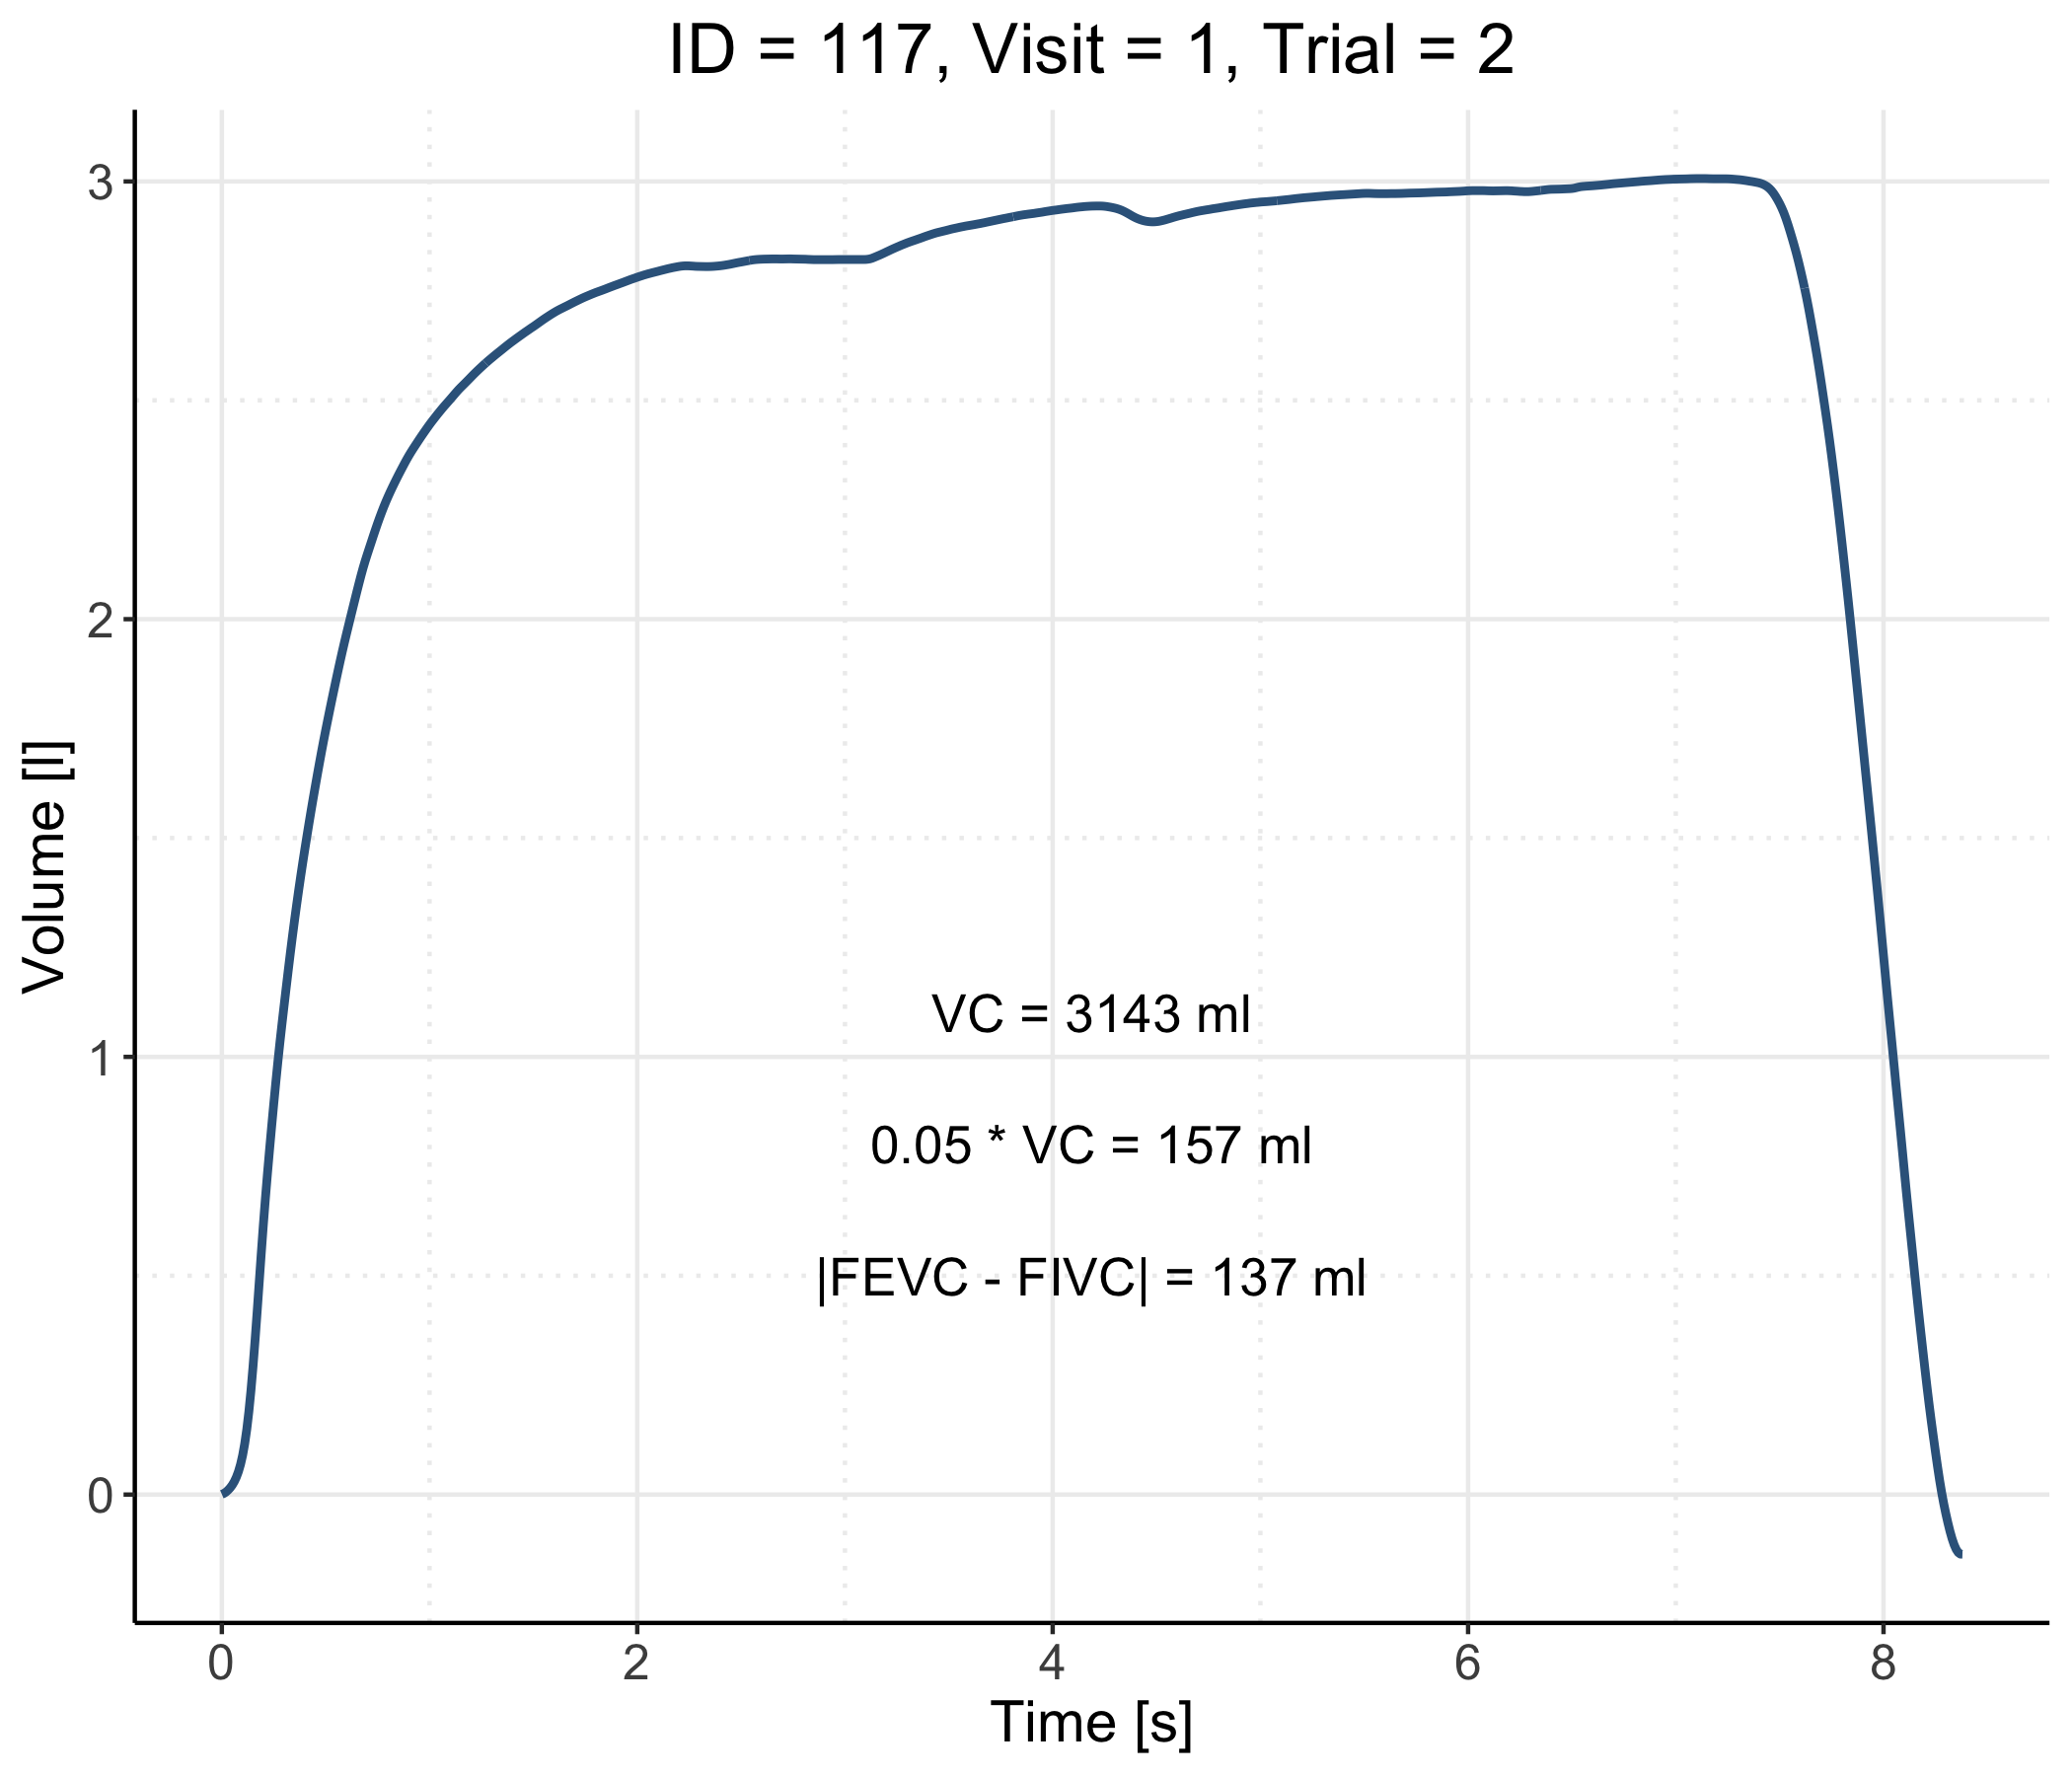 ID = 117, Visit = 1, Trial = 2
3
2
1
0
Volume [l]
VC = 3143 ml
0.05 * VC = 157 ml
|FEVC - FIVC| = 137 ml
0 2 4 6 8
Time [s]